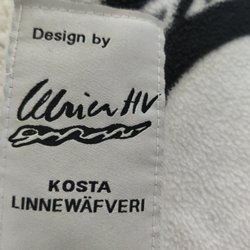 Design by
Ulrica HV
KOSTA
LINNEWÄFVERI